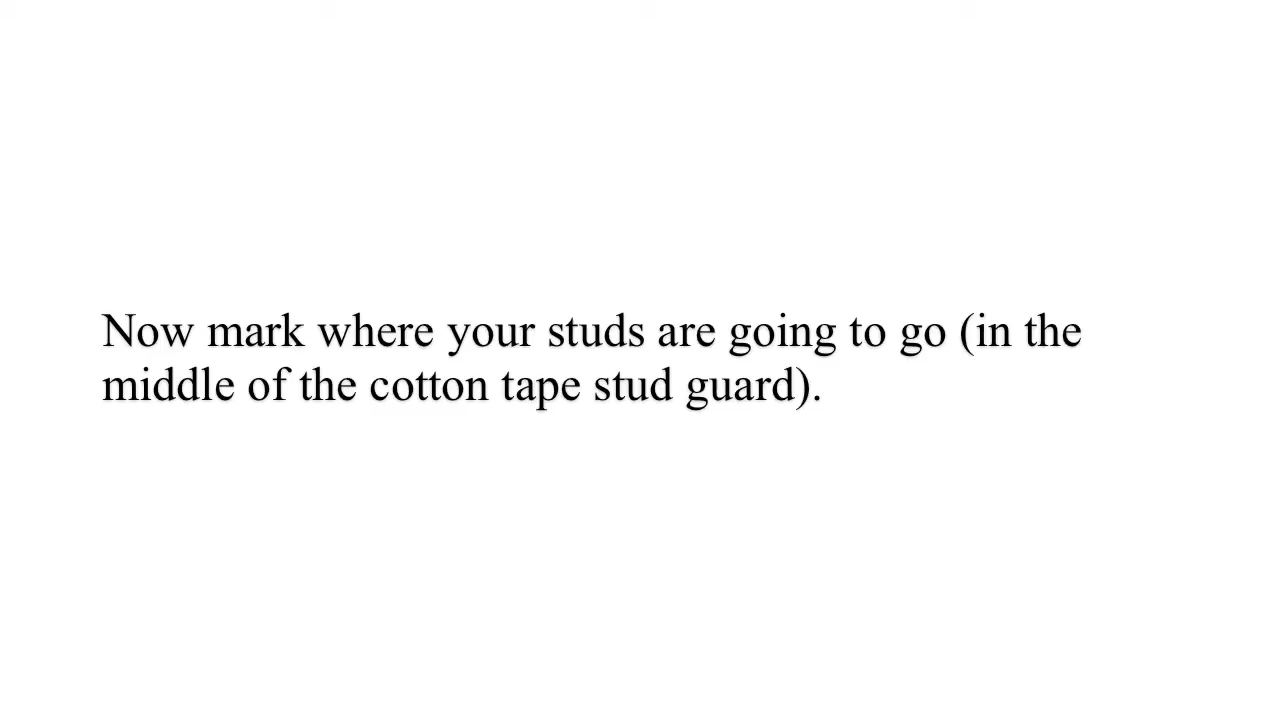 Now mark where your studs are going to go (in the
middle of the cotton tape stud guard).